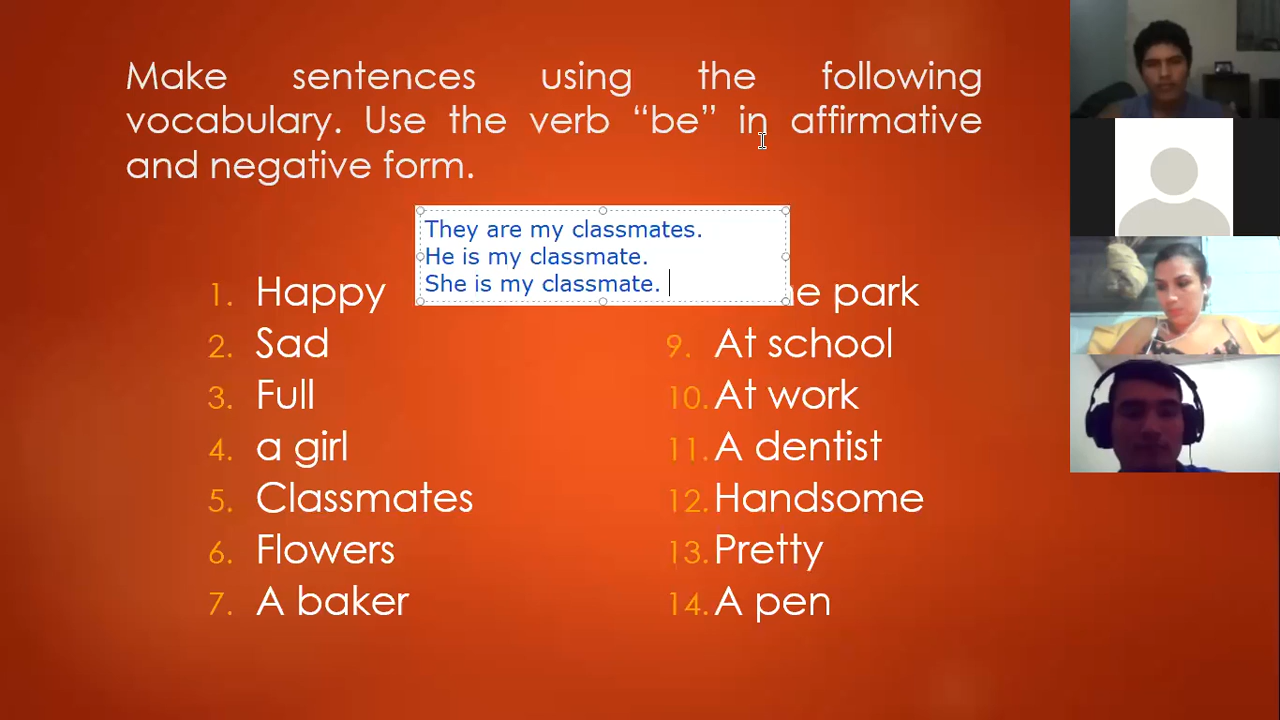 Make sentences using the following
vocabulary. Use the verb “be” in affirmative
and negative form.
They are my classmates.
He is my classmate.
She is my classmate.
1. Happy
2. Sad
3. Full
4. a girl
5. Classmates
6. Flowers
7. A baker
park
9. At school
10. At work
11. A dentist
12. Handsome
13. Pretty
14. A pen